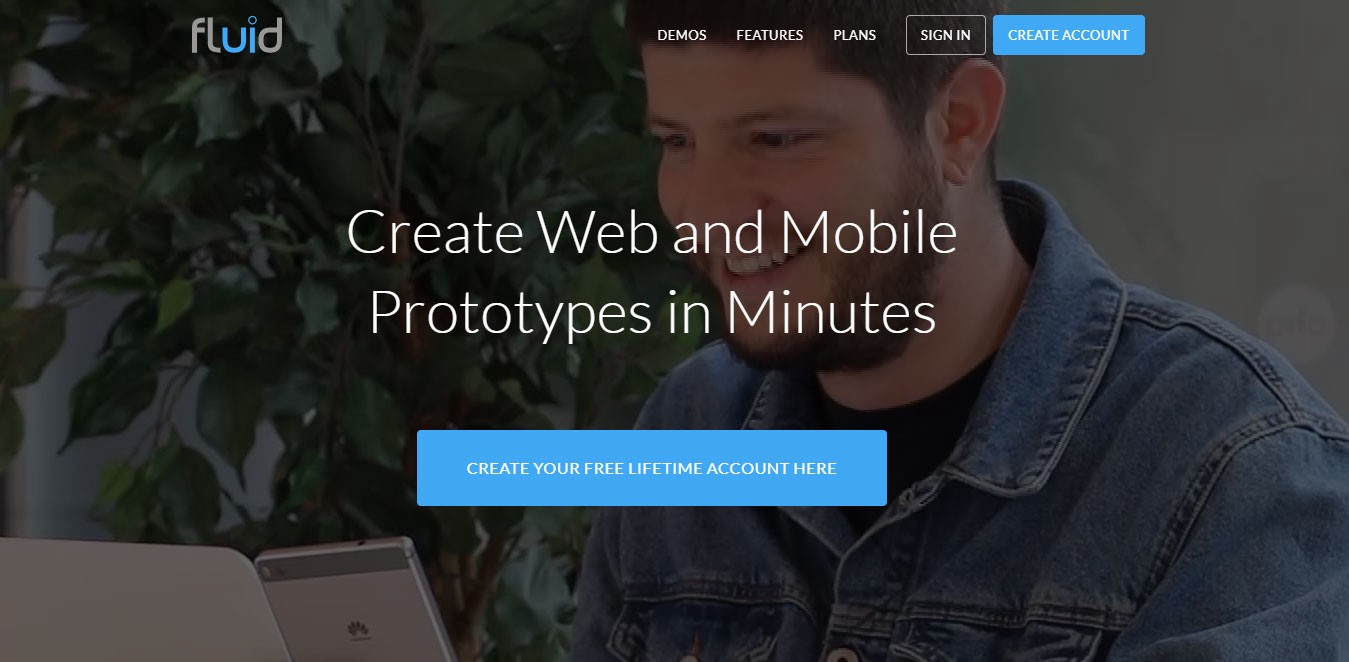 fluid
DEMOS
FEATURES
PLANS
SIGN IN
CREATE ACCOUNT
Create Web and Mobile
Prototypes in Minutes
CREATE YOUR FREE LIFETIME ACCOUNT HERE